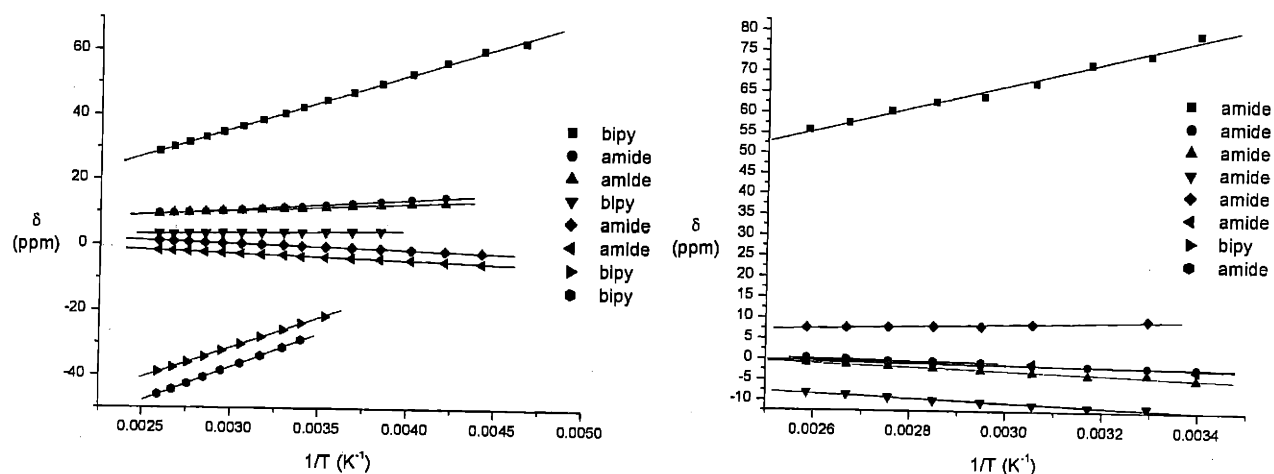 60
40
20
0
-20
-40
δ
(ppm)
0.0025 0.0030 0.0035 0.0040 0.0045 0.0050
1/T (K⁻¹)
bipy
amide
amide
bipy
amide
amide
bipy
bipy
80
75
70
65
60
55
50
45
40
35
30
25
20
15
10
5
0
-5
-10
δ
(ppm)
0.0026 0.0028 0.0030 0.0032 0.0034
1/T (K⁻¹)
amide
amide
amide
amide
amide
amide
bipy
amide